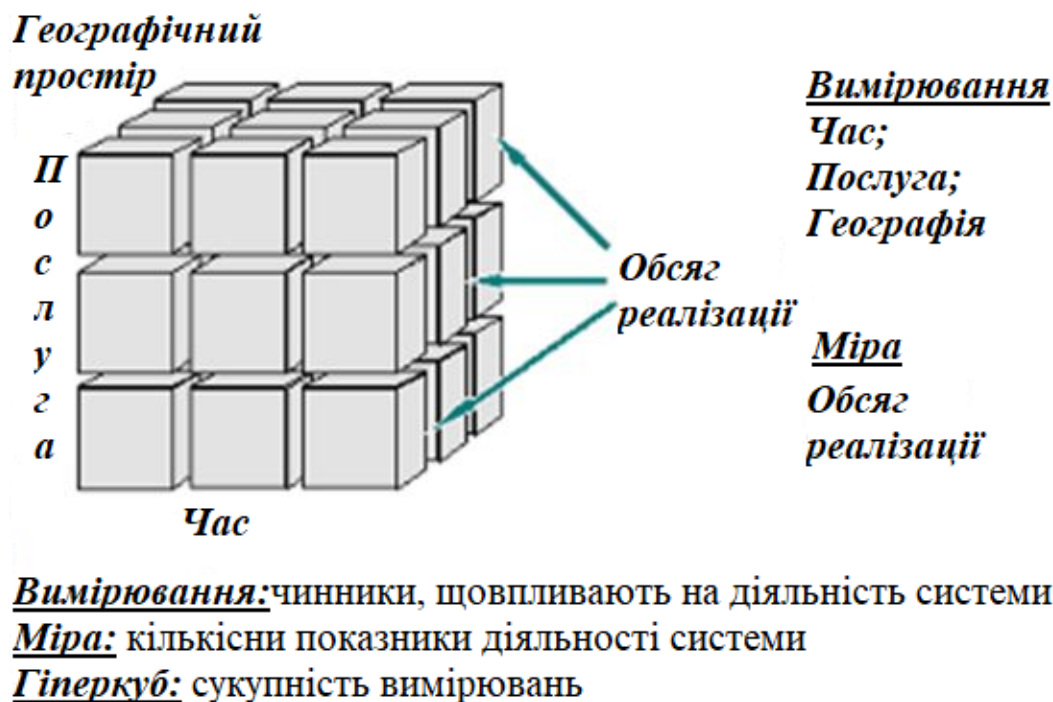 Географічний
простір
Послуга
Час
Обсяг
реалізації
Вимірювання
Час;
Послуга;
Географія
Міра
Обсяг
реалізації
Вимірювання:чинники, щовпливають на діяльність системи
Міра: кількісни показники діяльності системи
Гіперкуб: сукупність вимірювань